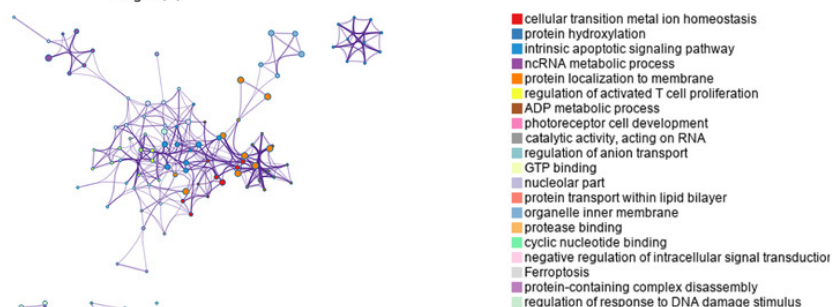 cellular transition metal ion homeostasis
protein hydroxylation
intrinsic apoptotic signaling pathway
ncRNA metabolic process
protein localization to membrane
regulation of activated T cell proliferation
ADP metabolic process
photoreceptor cell development
catalytic activity, acting on RNA
regulation of anion transport
GTP binding
nucleolar part
protein transport within lipid bilayer
organelle inner membrane
protease binding
cyclic nucleotide binding
negative regulation of intracellular signal transduction
Ferroptosis
protein-containing complex disassembly
regulation of response to DNA damage stimulus